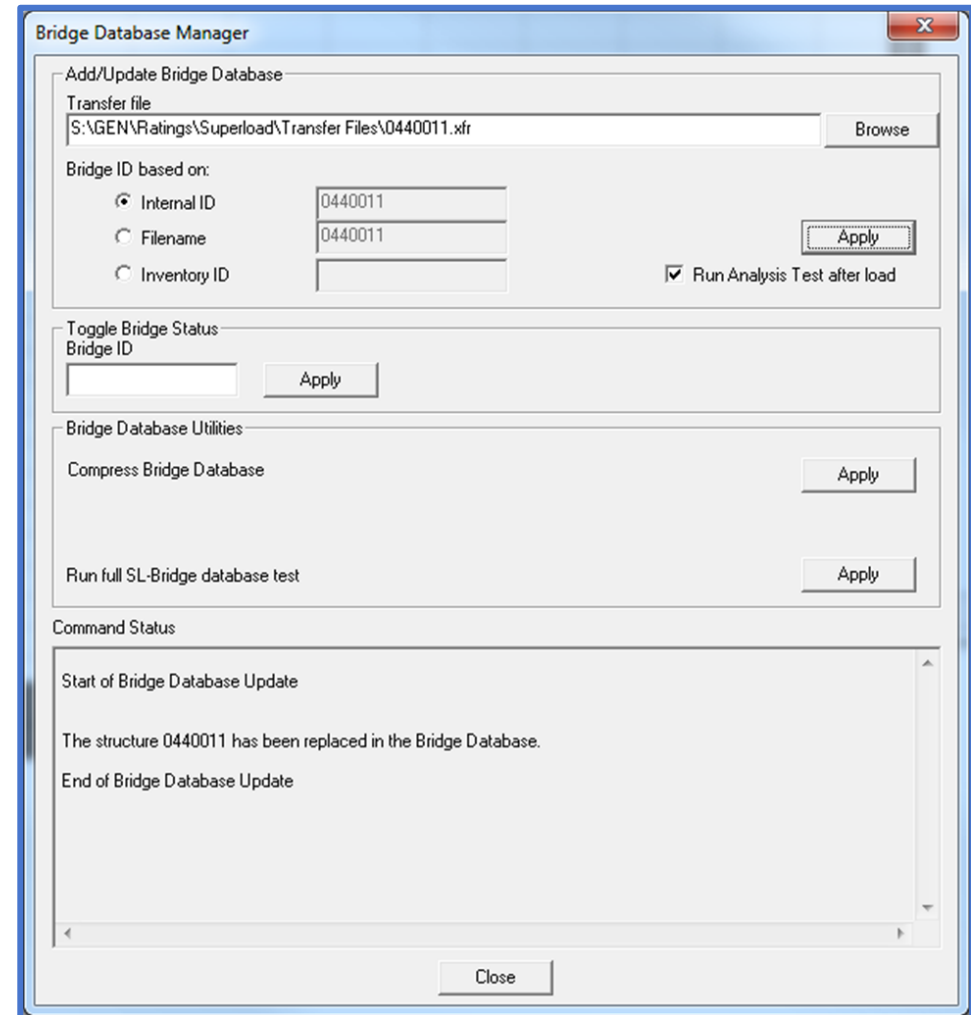 Bridge Database Manager
Add/Update Bridge Database
Transfer file
S:\GEN\Ratings\Superload\Transfer Files\0440011.xfr
Browse
Bridge ID based on:
Internal ID
0440011
Filename
0440011
Apply
Inventory ID
Run Analysis Test after load
Toggle Bridge Status
Bridge ID
Apply
Bridge Database Utilities
Compress Bridge Database
Apply
Run full SL-Bridge database test
Apply
Command Status
Start of Bridge Database Update
The structure 0440011 has been replaced in the Bridge Database.
End of Bridge Database Update
Close